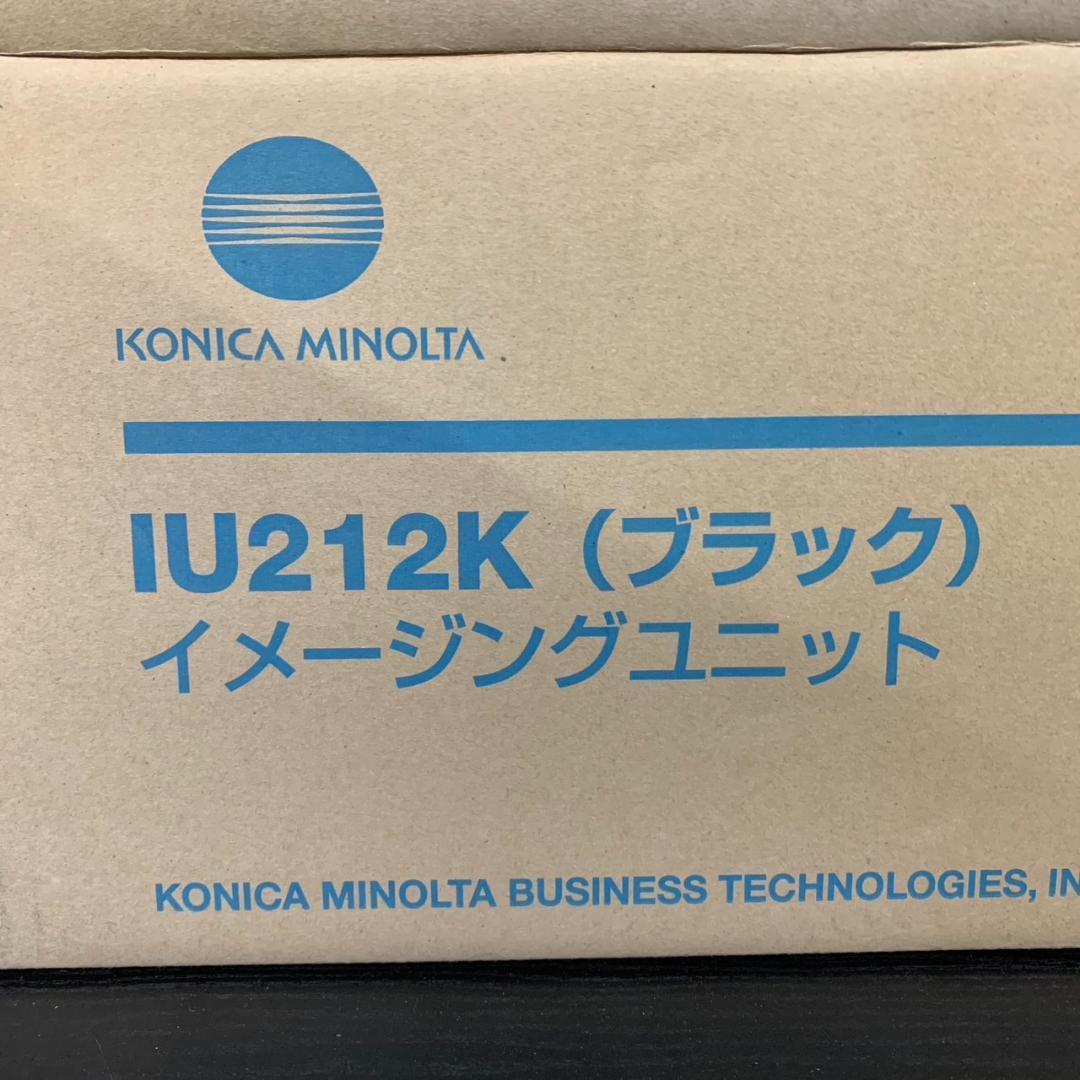 KONICA MINOLTA
IU212K（ブラック）
イメージングユニット
KONICA MINOLTA BUSINESS TECHNOLOGIES, IN